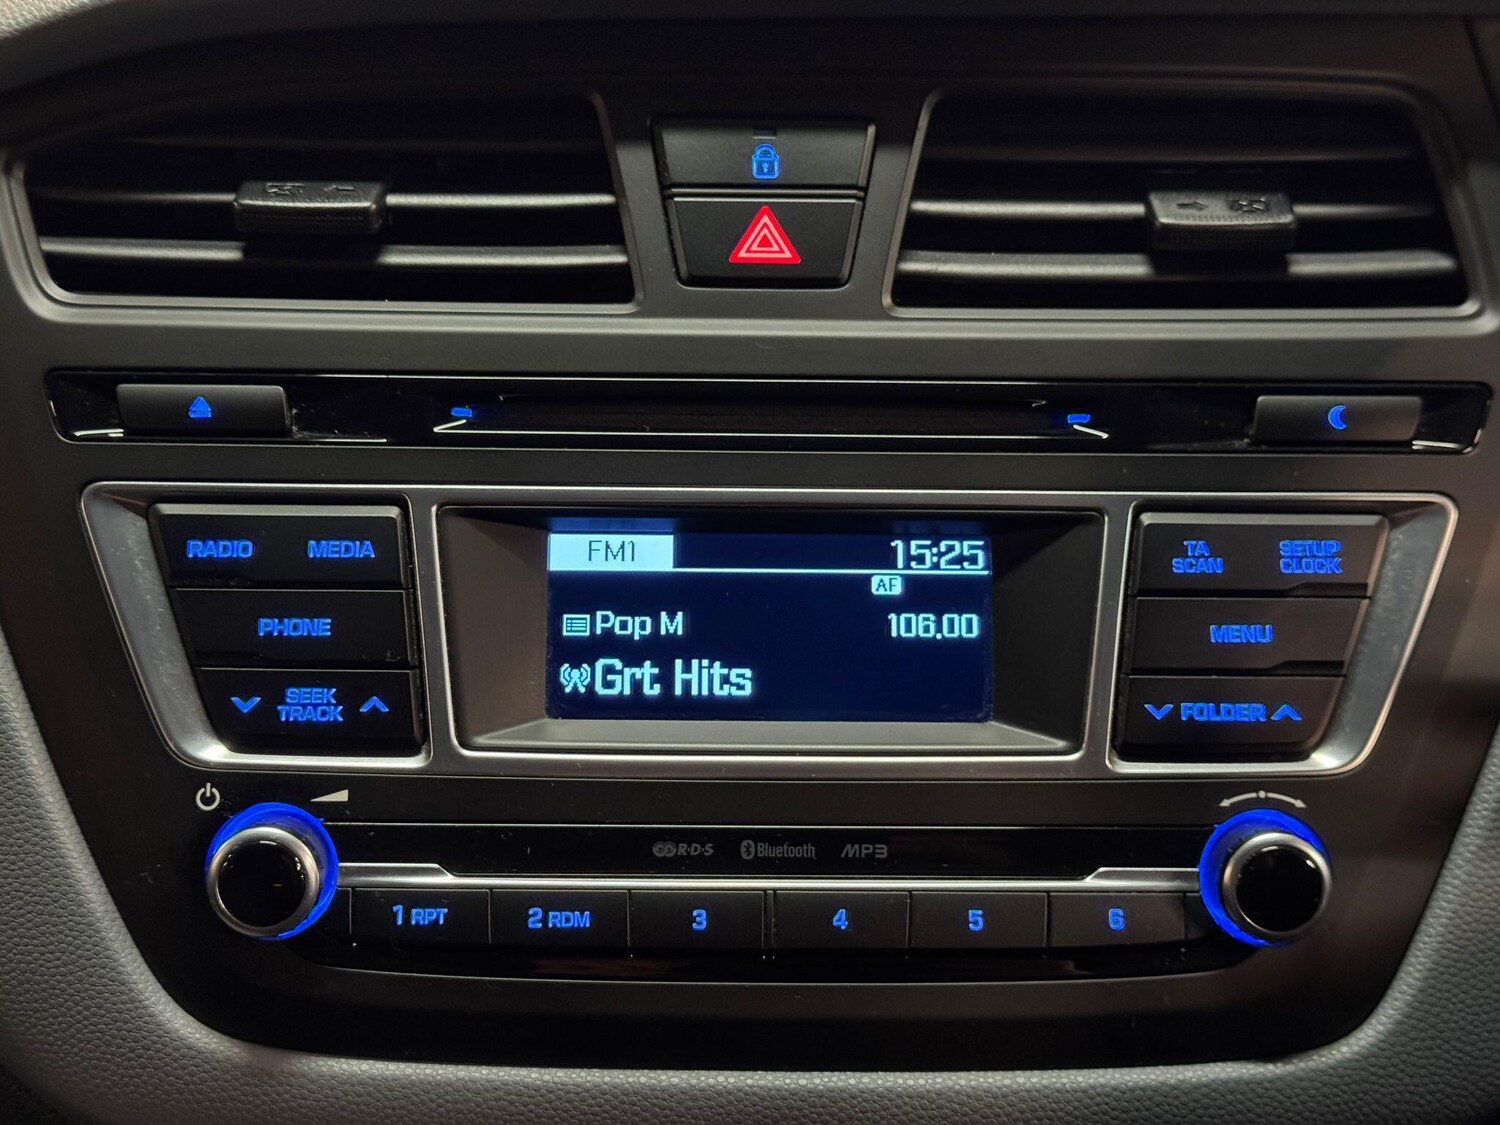 RADIO MEDIA
PHONE
SEEK
TRACK
FM1 15:25
AF
Pop M 106.00
Grt Hits
TA
SCAN
SETUP
CLOCK
MENU
FOLDER
R·D·S Bluetooth MP3
1 RPT 2 RDM 3 4 5 6